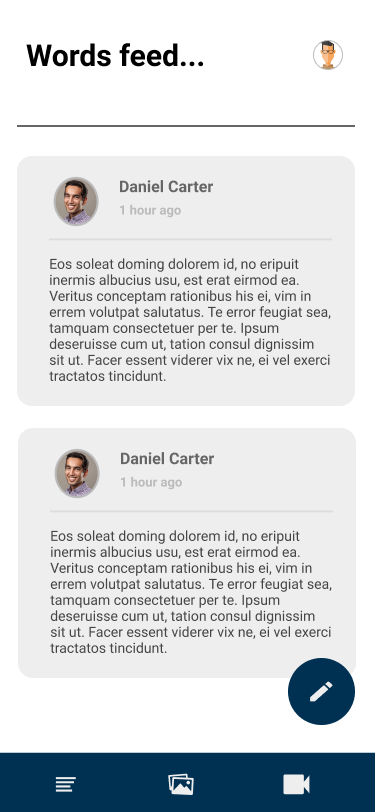 Words feed...
Daniel Carter
1 hour ago
Eos soleat doming dolorem id, no eripuit
inermis albucius usu, est erat eirmod ea.
Veritus conceptam rationibus his ei, vim in
errem volutpat salutatus. Te error feugiat sea,
tamquam consectetuer per te. Ipsum
deseruisse cum ut, tation consul dignissim
sit ut. Facer essent viderer vix ne, ei vel exerci
tractatos tincidunt.
Daniel Carter
1 hour ago
Eos soleat doming dolorem id, no eripuit
inermis albucius usu, est erat eirmod ea.
Veritus conceptam rationibus his ei, vim in
errem volutpat salutatus. Te error feugiat sea,
tamquam consectetuer per te. Ipsum
deseruisse cum ut, tation consul dignissim
sit ut. Facer essent viderer vix ne, ei vel exerci
tractatos tincidunt.